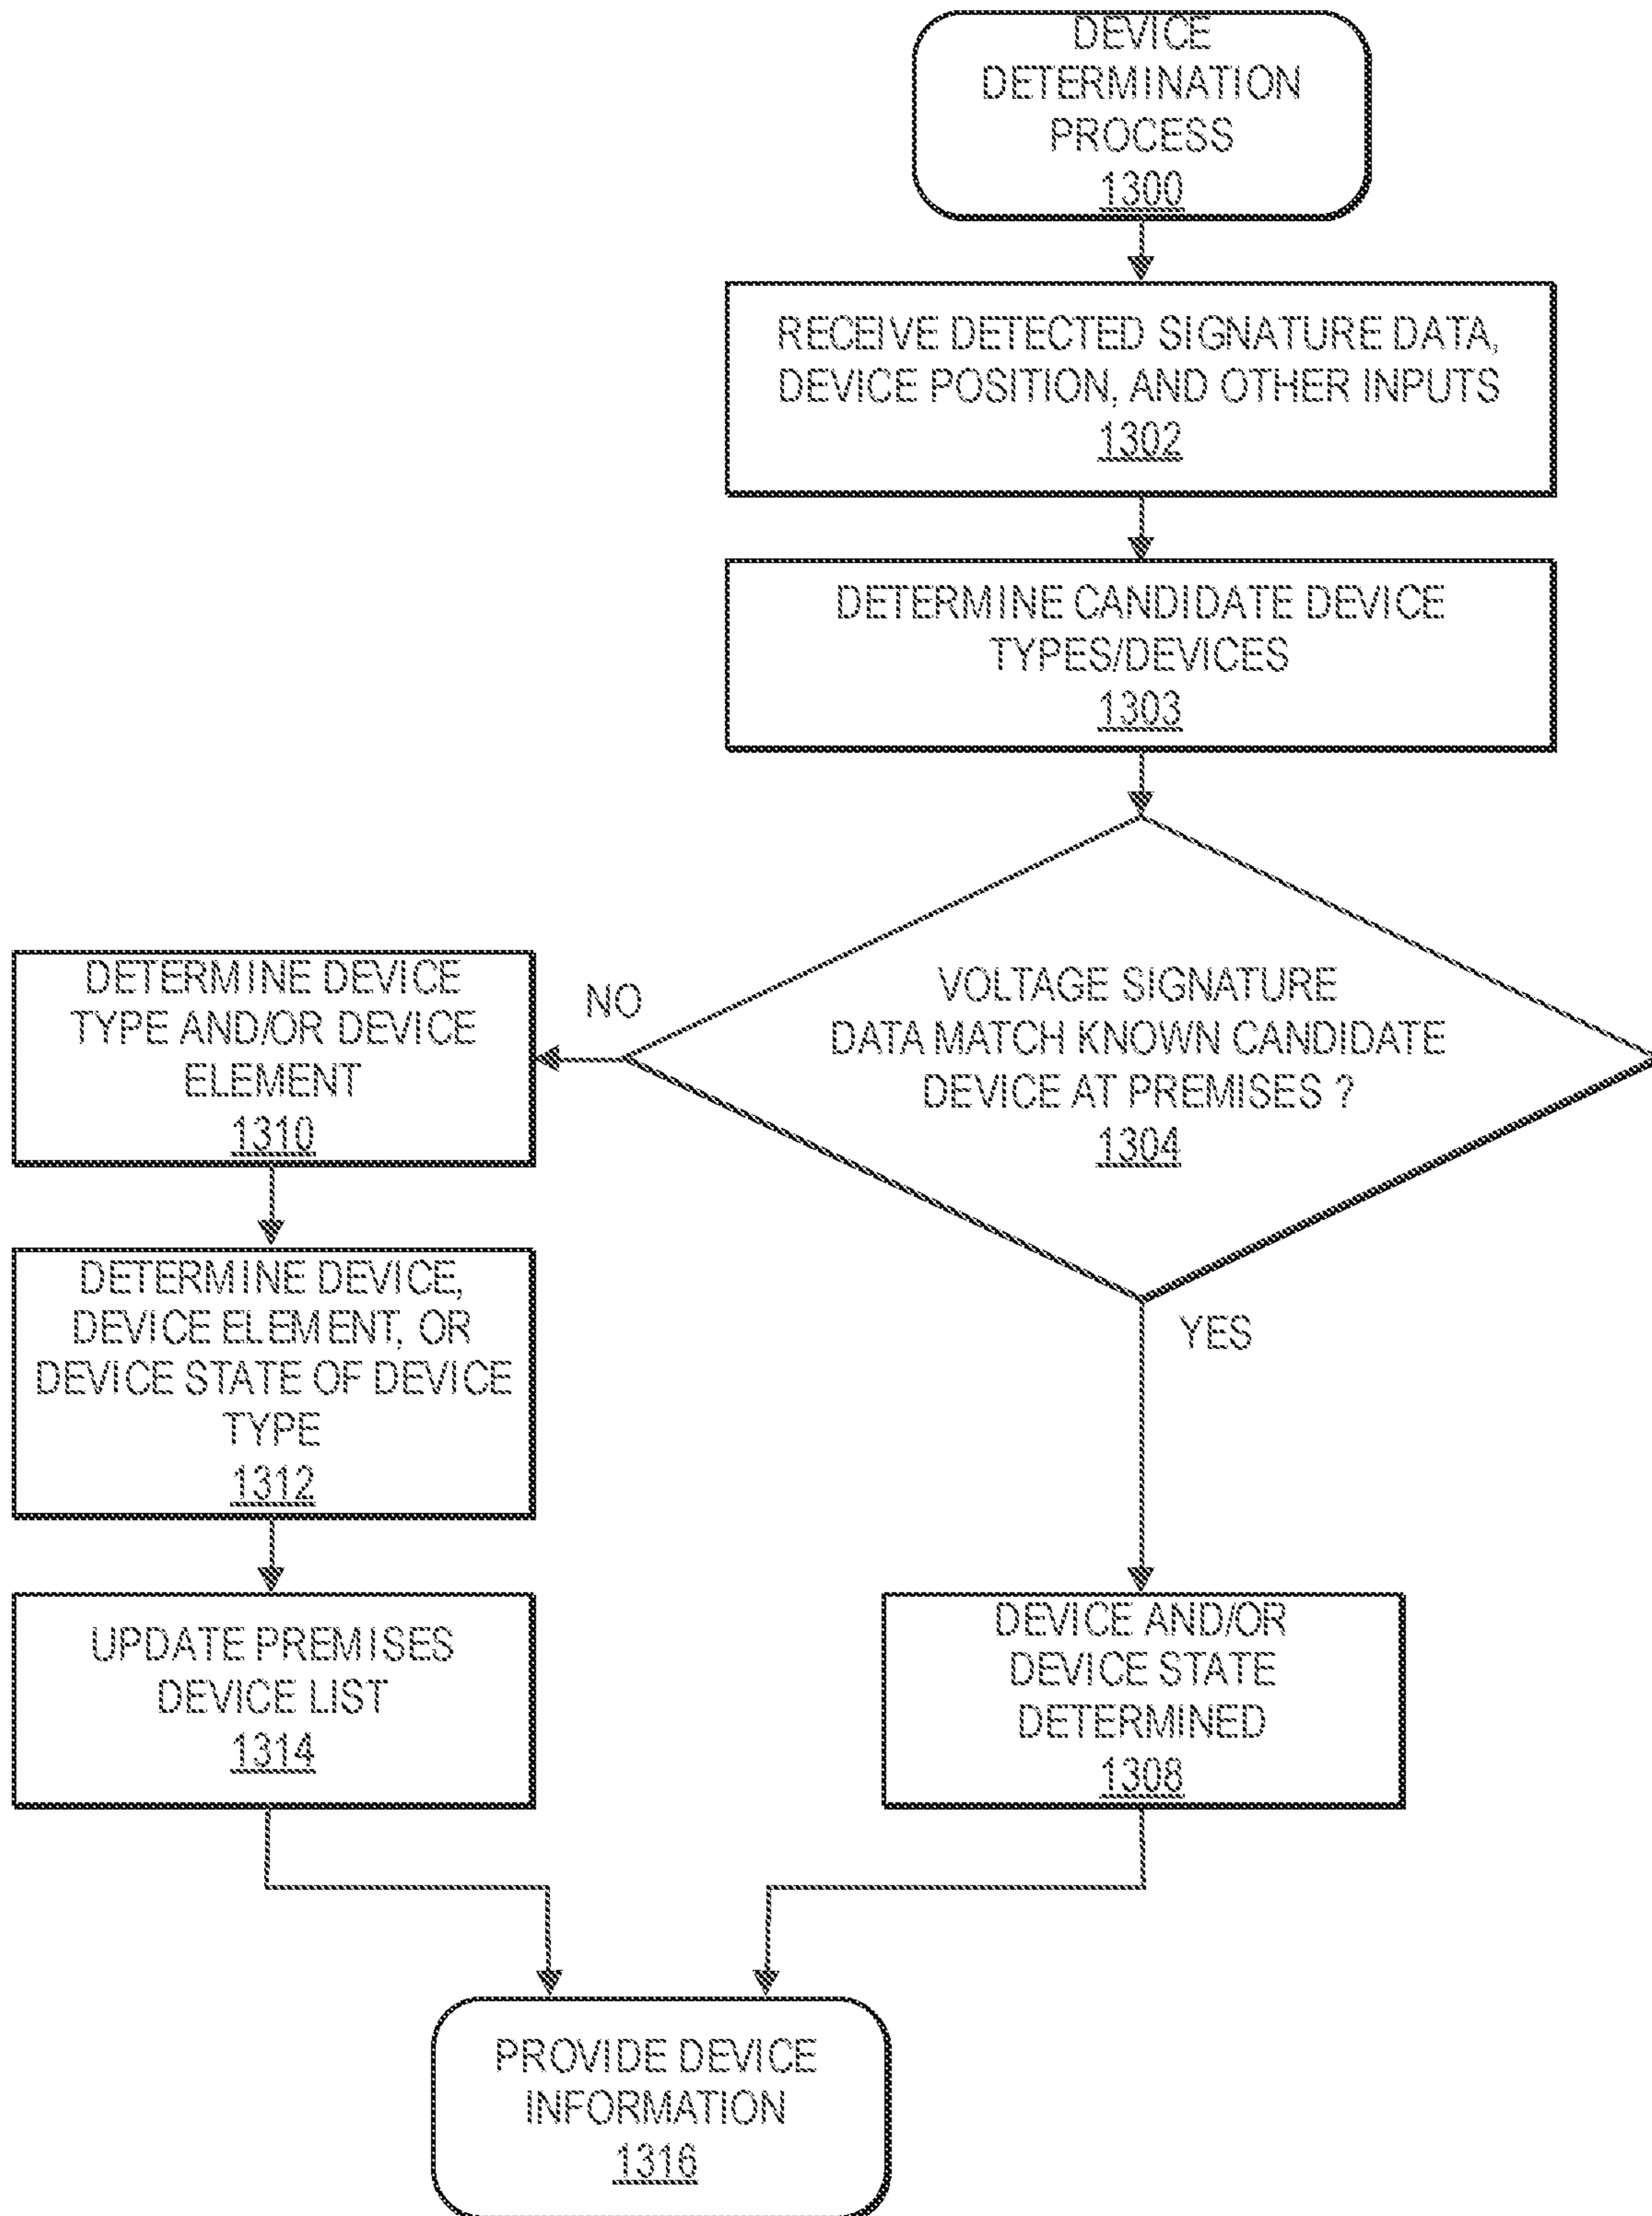 DEVICE
DETERMINATION
PROCESS
1300
RECEIVE DETECTED SIGNATURE DATA,
DEVICE POSITION, AND OTHER INPUTS
1302
DETERMINE CANDIDATE DEVICE
TYPES/DEVICES
1303
VOLTAGE SIGNATURE
DATA MATCH KNOWN CANDIDATE
DEVICE AT PREMISES ?
1304
NO
YES
DETERMINE DEVICE
TYPE AND/OR DEVICE
ELEMENT
1310
DETERMINE DEVICE,
DEVICE ELEMENT, OR
DEVICE STATE OF DEVICE
TYPE
1312
UPDATE PREMISES
DEVICE LIST
1314
DEVICE AND/OR
DEVICE STATE
DETERMINED
1308
PROVIDE DEVICE
INFORMATION
1316